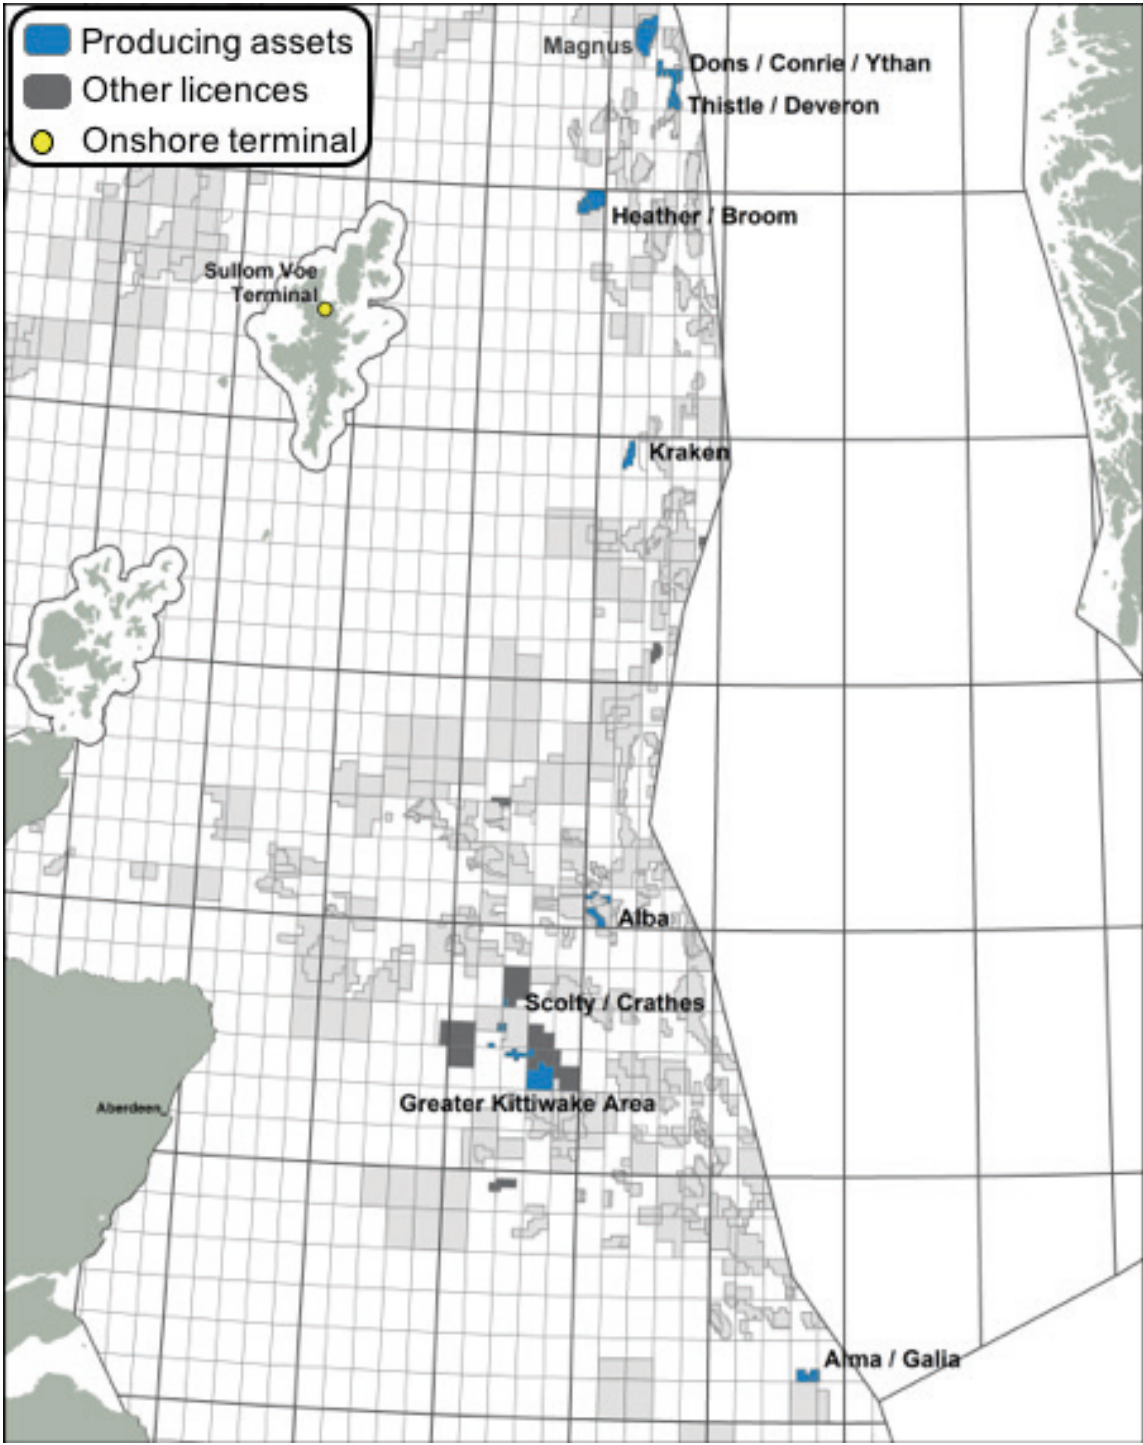 Producing assets
Other licences
Onshore terminal
Magnus
Dons / Conrie / Ythan
Thistle / Deveron
Heather / Broom
Sullom Voe
Terminal
Kraken
Alba
Scolty / Crathes
Greater Kittiwake Area
Aberdeen
Alma / Galia